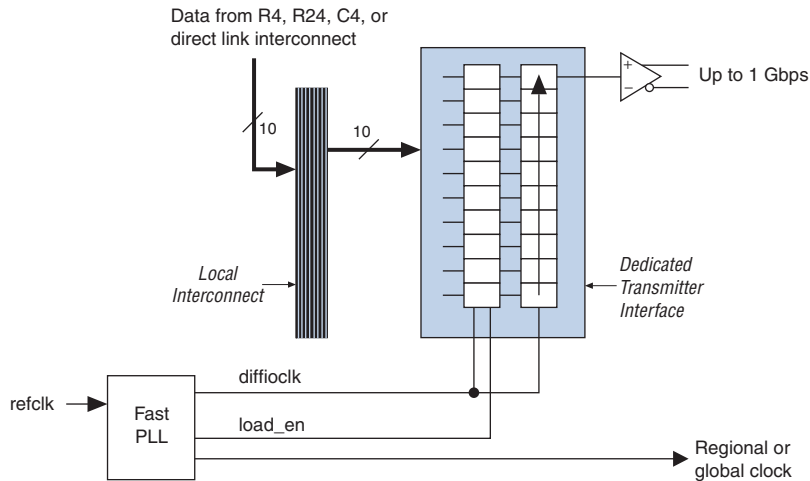 Data from R4, R24, C4, or
direct link interconnect
+
–
Up to 1 Gbps
10
10
Local
Interconnect
Dedicated
Transmitter
Interface
diffioclk
refclk
Fast
PLL
load_en
Regional or
global clock